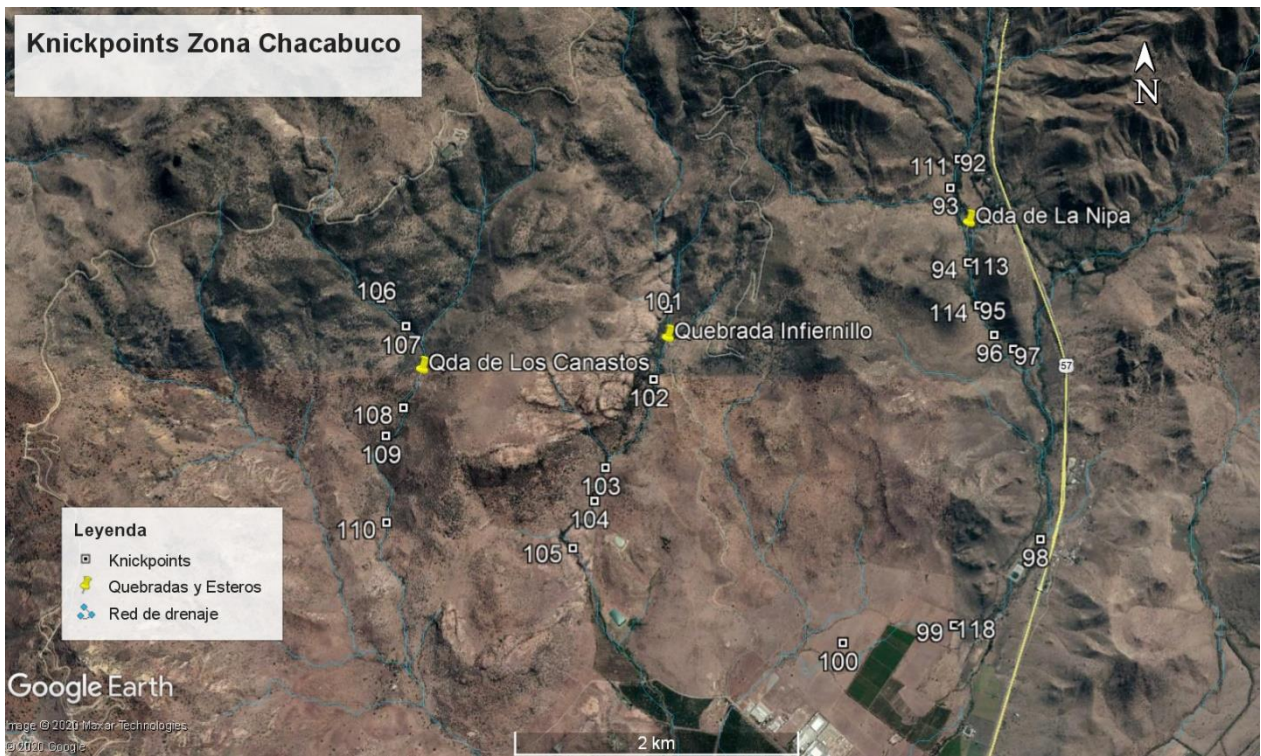 Knickpoints Zona Chacabuco
N
111 92
93
Qda de La Nipa
94 113
114 95
96 97
57
106
107
Qda de Los Canastos
101
Quebrada Infiernillo
102
108
109
103
104
110
105
98
99 118
100
Leyenda
Knickpoints
Quebradas y Esteros
Red de drenaje
Google Earth
Image © 2020 Maxar Technologies
© 2020 Google
2 km